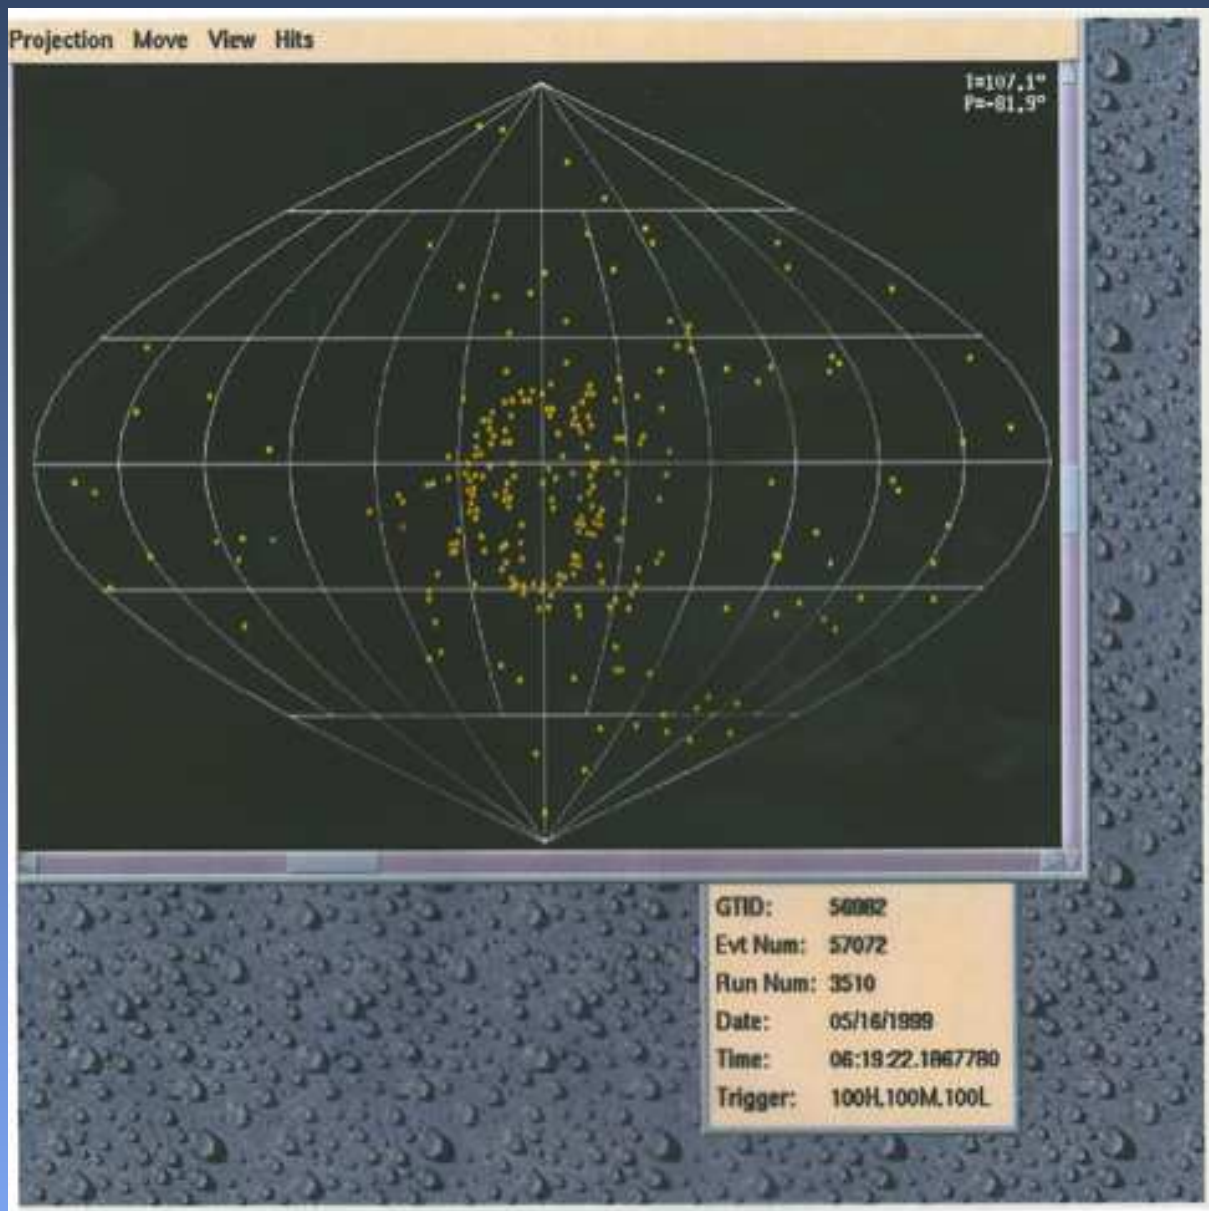 Projection Move View Hits
T=107.1°
P=-81.9°
GTID:
Evt Num: 57072
Run Num: 3510
Date: 05/16/1999
Time: 06:19:22.1867780
Trigger: 100H,100M,100L